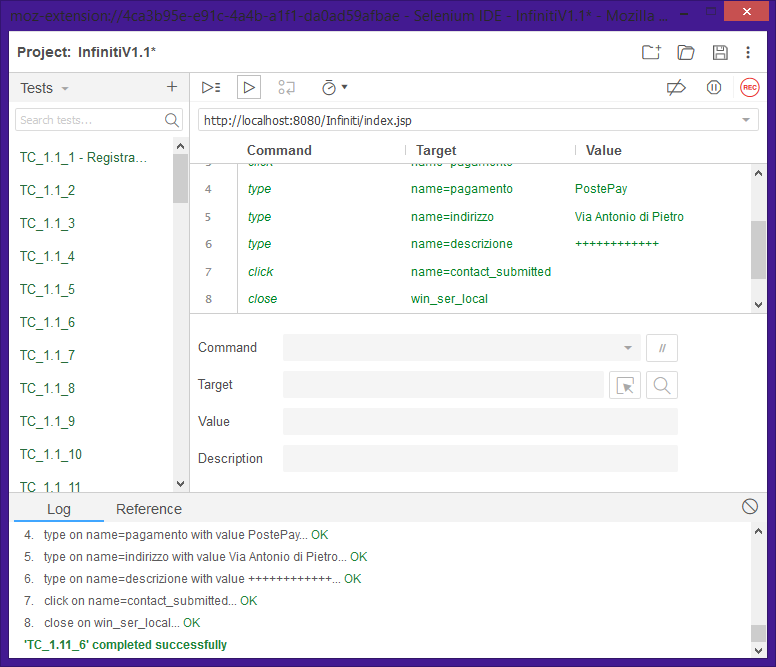 moz-extension://4ca3b95e-e91c-4a4b-a1f1-da0ad59afbae - Selenium IDE - InfinitiV1.1* - Mozilla ...
Project: InfinitiV1.1*
Tests
REC
Search tests...
http://localhost:8080/Infiniti/index.jsp
Command Target Value
3 click name=pagamento
4 type name=pagamento PostePay
5 type name=indirizzo Via Antonio di Pietro
6 type name=descrizione ++++++++++++
7 click name=contact_submitted
8 close win_ser_local
TC_1.1_1 - Registra...
TC_1.1_2
TC_1.1_3
TC_1.1_4
TC_1.1_5
TC_1.1_6
TC_1.1_7
TC_1.1_8
TC_1.1_9
TC_1.1_10
TC_1.1_11
Command //
Target
Value
Description
Log Reference
4. type on name=pagamento with value PostePay... OK
5. type on name=indirizzo with value Via Antonio di Pietro... OK
6. type on name=descrizione with value ++++++++++++... OK
7. click on name=contact_submitted... OK
8. close on win_ser_local... OK
'TC_1.11_6' completed successfully